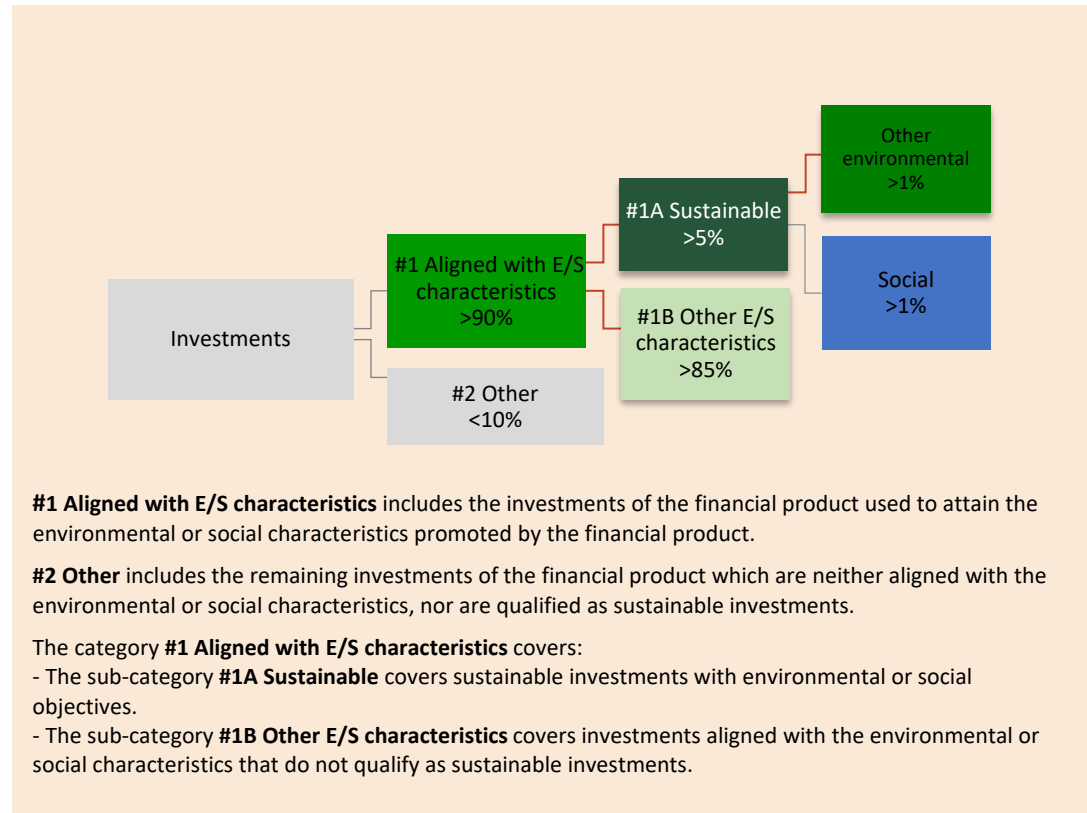 Investments
#1 Aligned with E/S
characteristics
>90%
#2 Other
<10%
#1A Sustainable
>5%
#1B Other E/S
characteristics
>85%
Other
environmental
>1%
Social
>1%
#1 Aligned with E/S characteristics includes the investments of the financial product used to attain the
environmental or social characteristics promoted by the financial product.
#2 Other includes the remaining investments of the financial product which are neither aligned with the
environmental or social characteristics, nor are qualified as sustainable investments.
The category #1 Aligned with E/S characteristics covers:
- The sub-category #1A Sustainable covers sustainable investments with environmental or social
objectives.
- The sub-category #1B Other E/S characteristics covers investments aligned with the environmental or
social characteristics that do not qualify as sustainable investments.